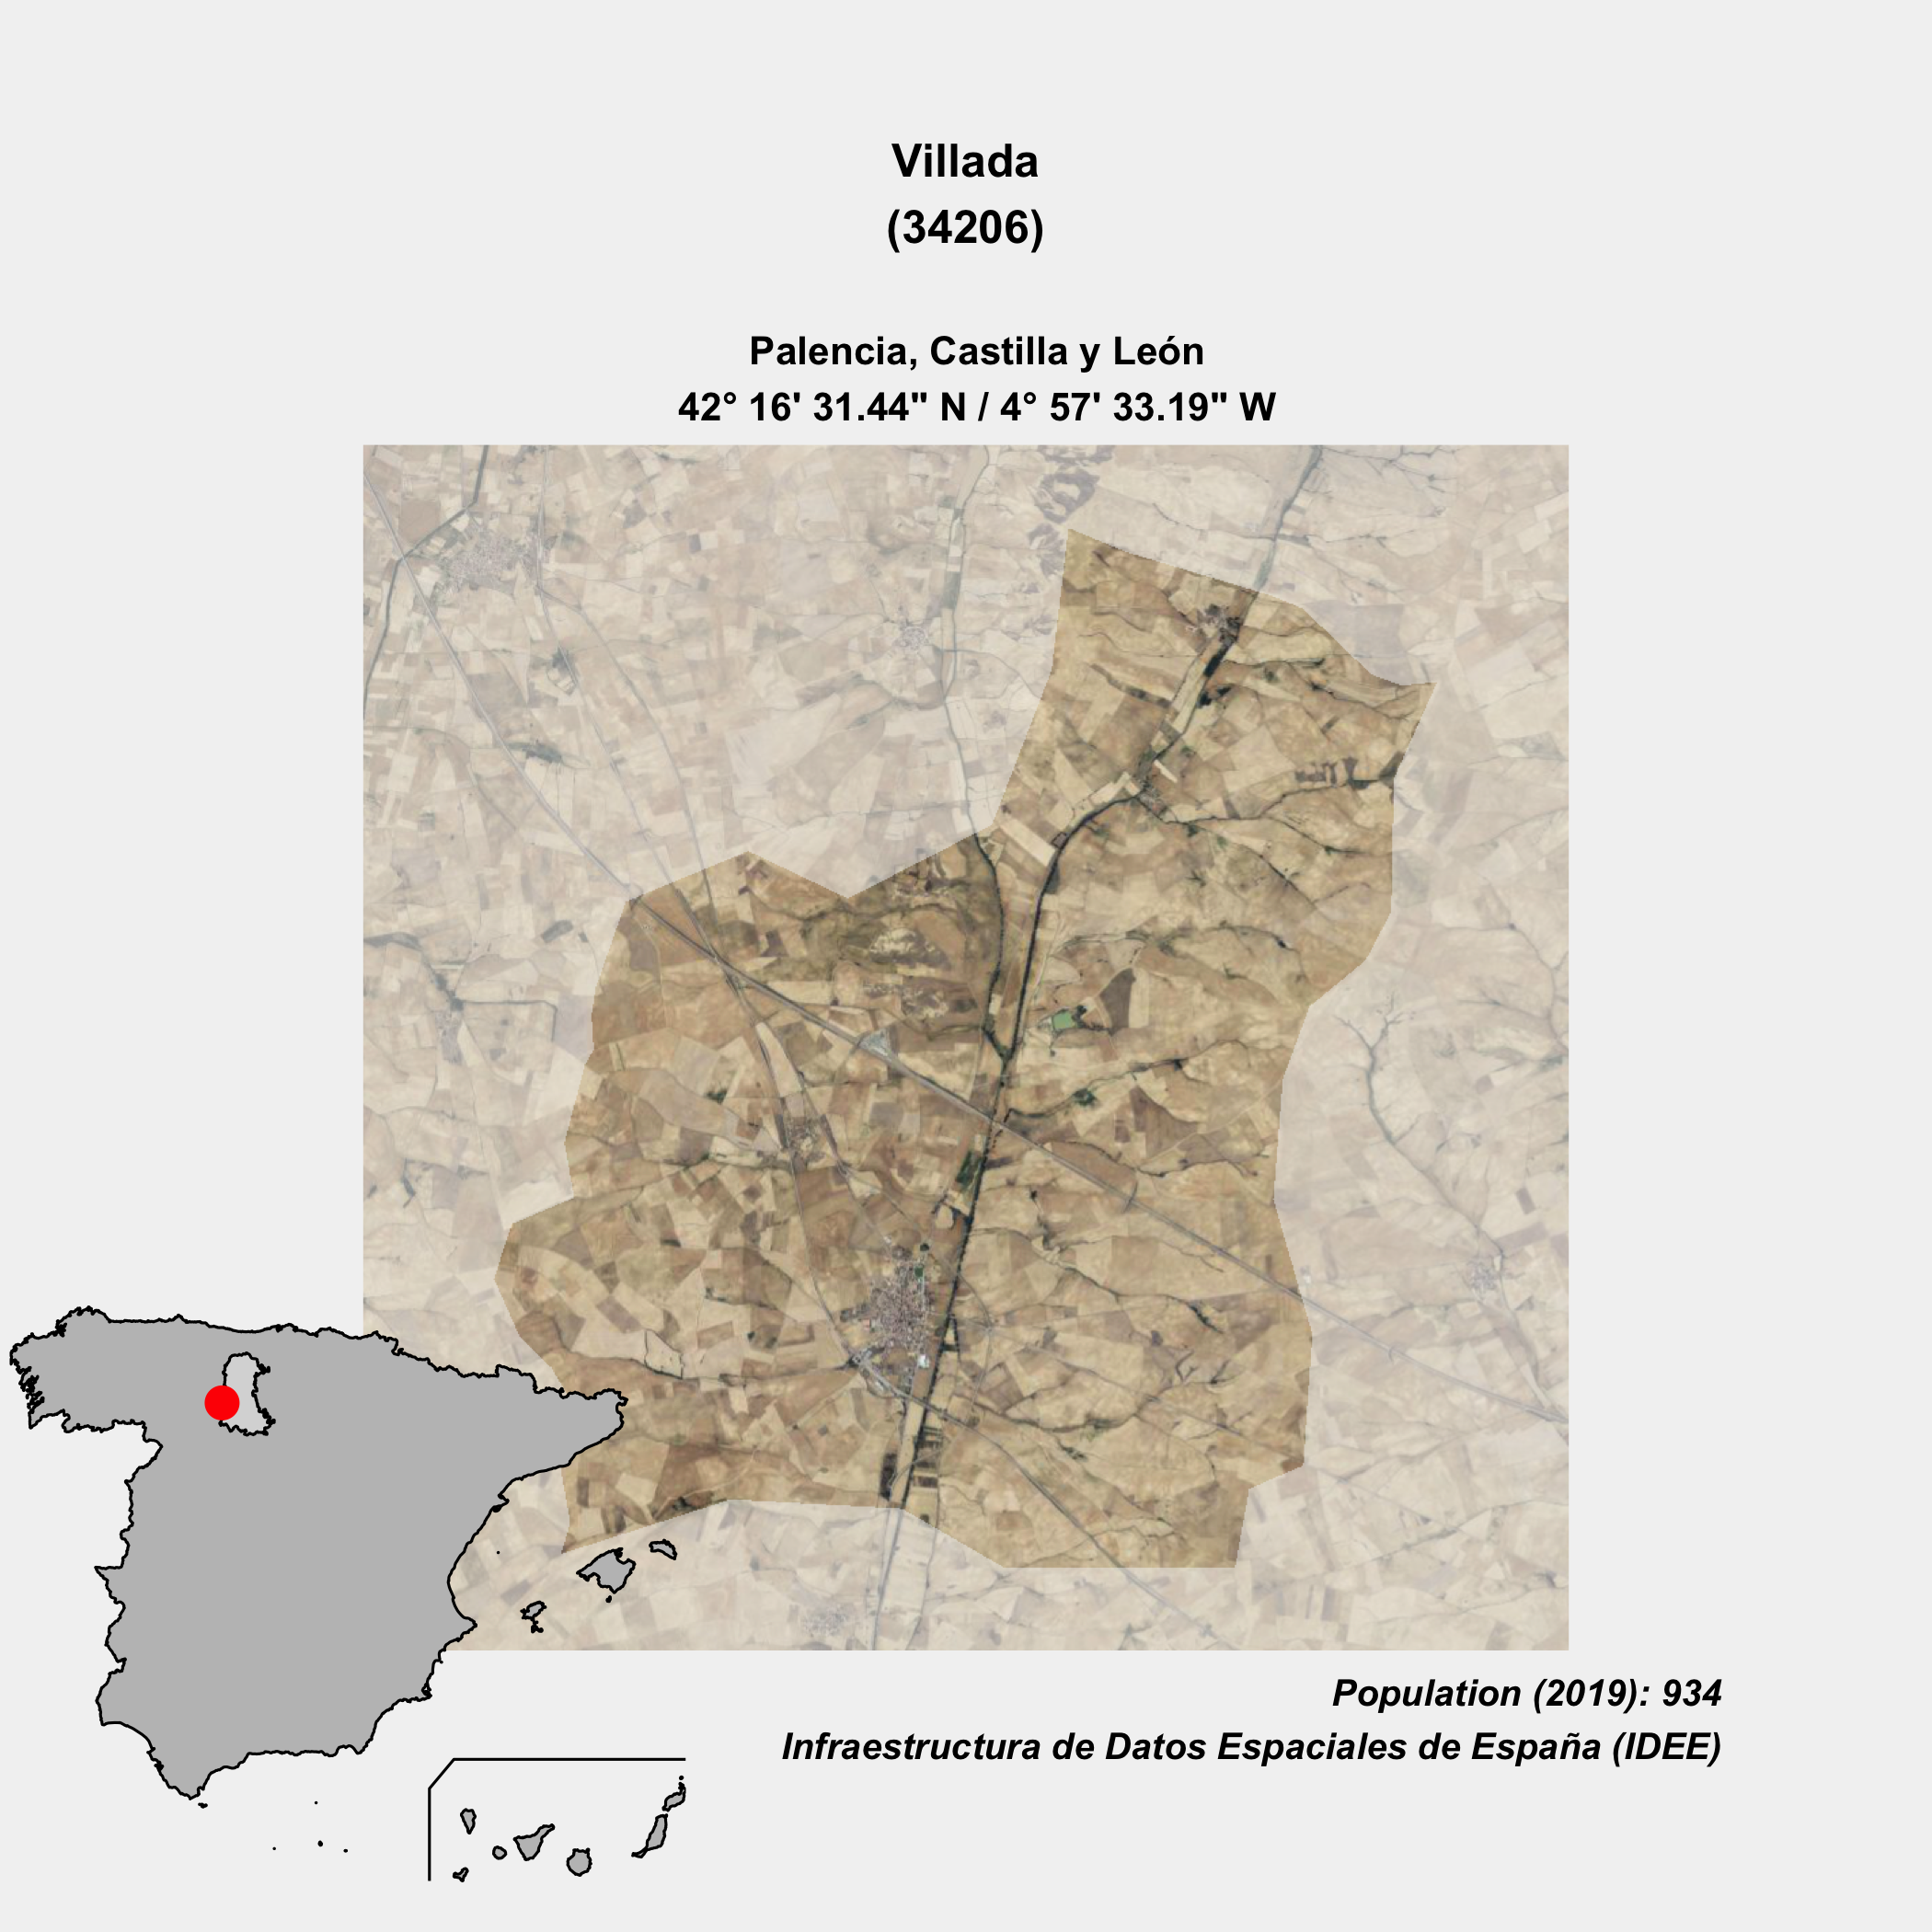 Villada
(34206)
Palencia, Castilla y León
42° 16' 31.44" N / 4° 57' 33.19" W
Population (2019): 934
Infraestructura de Datos Espaciales de España (IDEE)